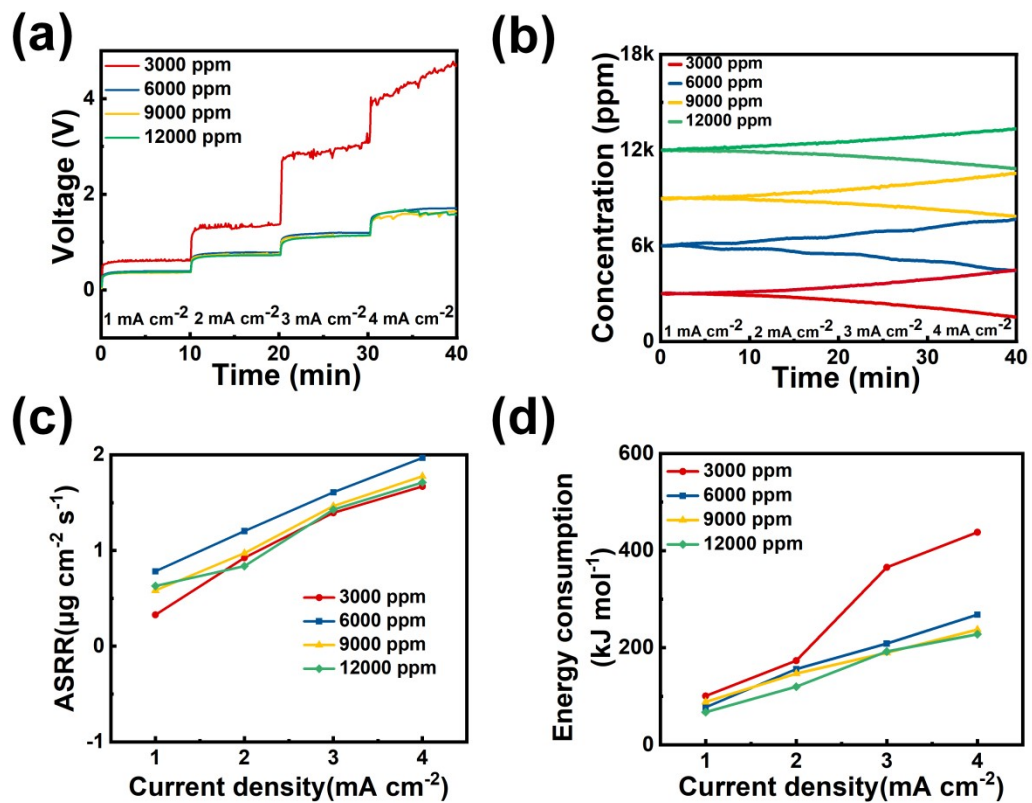 (a)
Voltage (V)
4
2
0
3000 ppm
6000 ppm
9000 ppm
12000 ppm
1 mA cm-2 2 mA cm-2 3 mA cm-2 4 mA cm-2
0 10 20 30 40
Time (min)
(b)
Concentration (ppm)
18k
12k
6k
0
3000 ppm
6000 ppm
9000 ppm
12000 ppm
1 mA cm-2 2 mA cm-2 3 mA cm-2 4 mA cm-2
0 10 20 30 40
Time (min)
(c)
ASRR(μg cm-2 s-1)
2
1
0
-1
3000 ppm
6000 ppm
9000 ppm
12000 ppm
1 2 3 4
Current density(mA cm-2)
(d)
Energy consumption
(kJ mol-1)
600
400
200
0
3000 ppm
6000 ppm
9000 ppm
12000 ppm
1 2 3 4
Current density(mA cm-2)